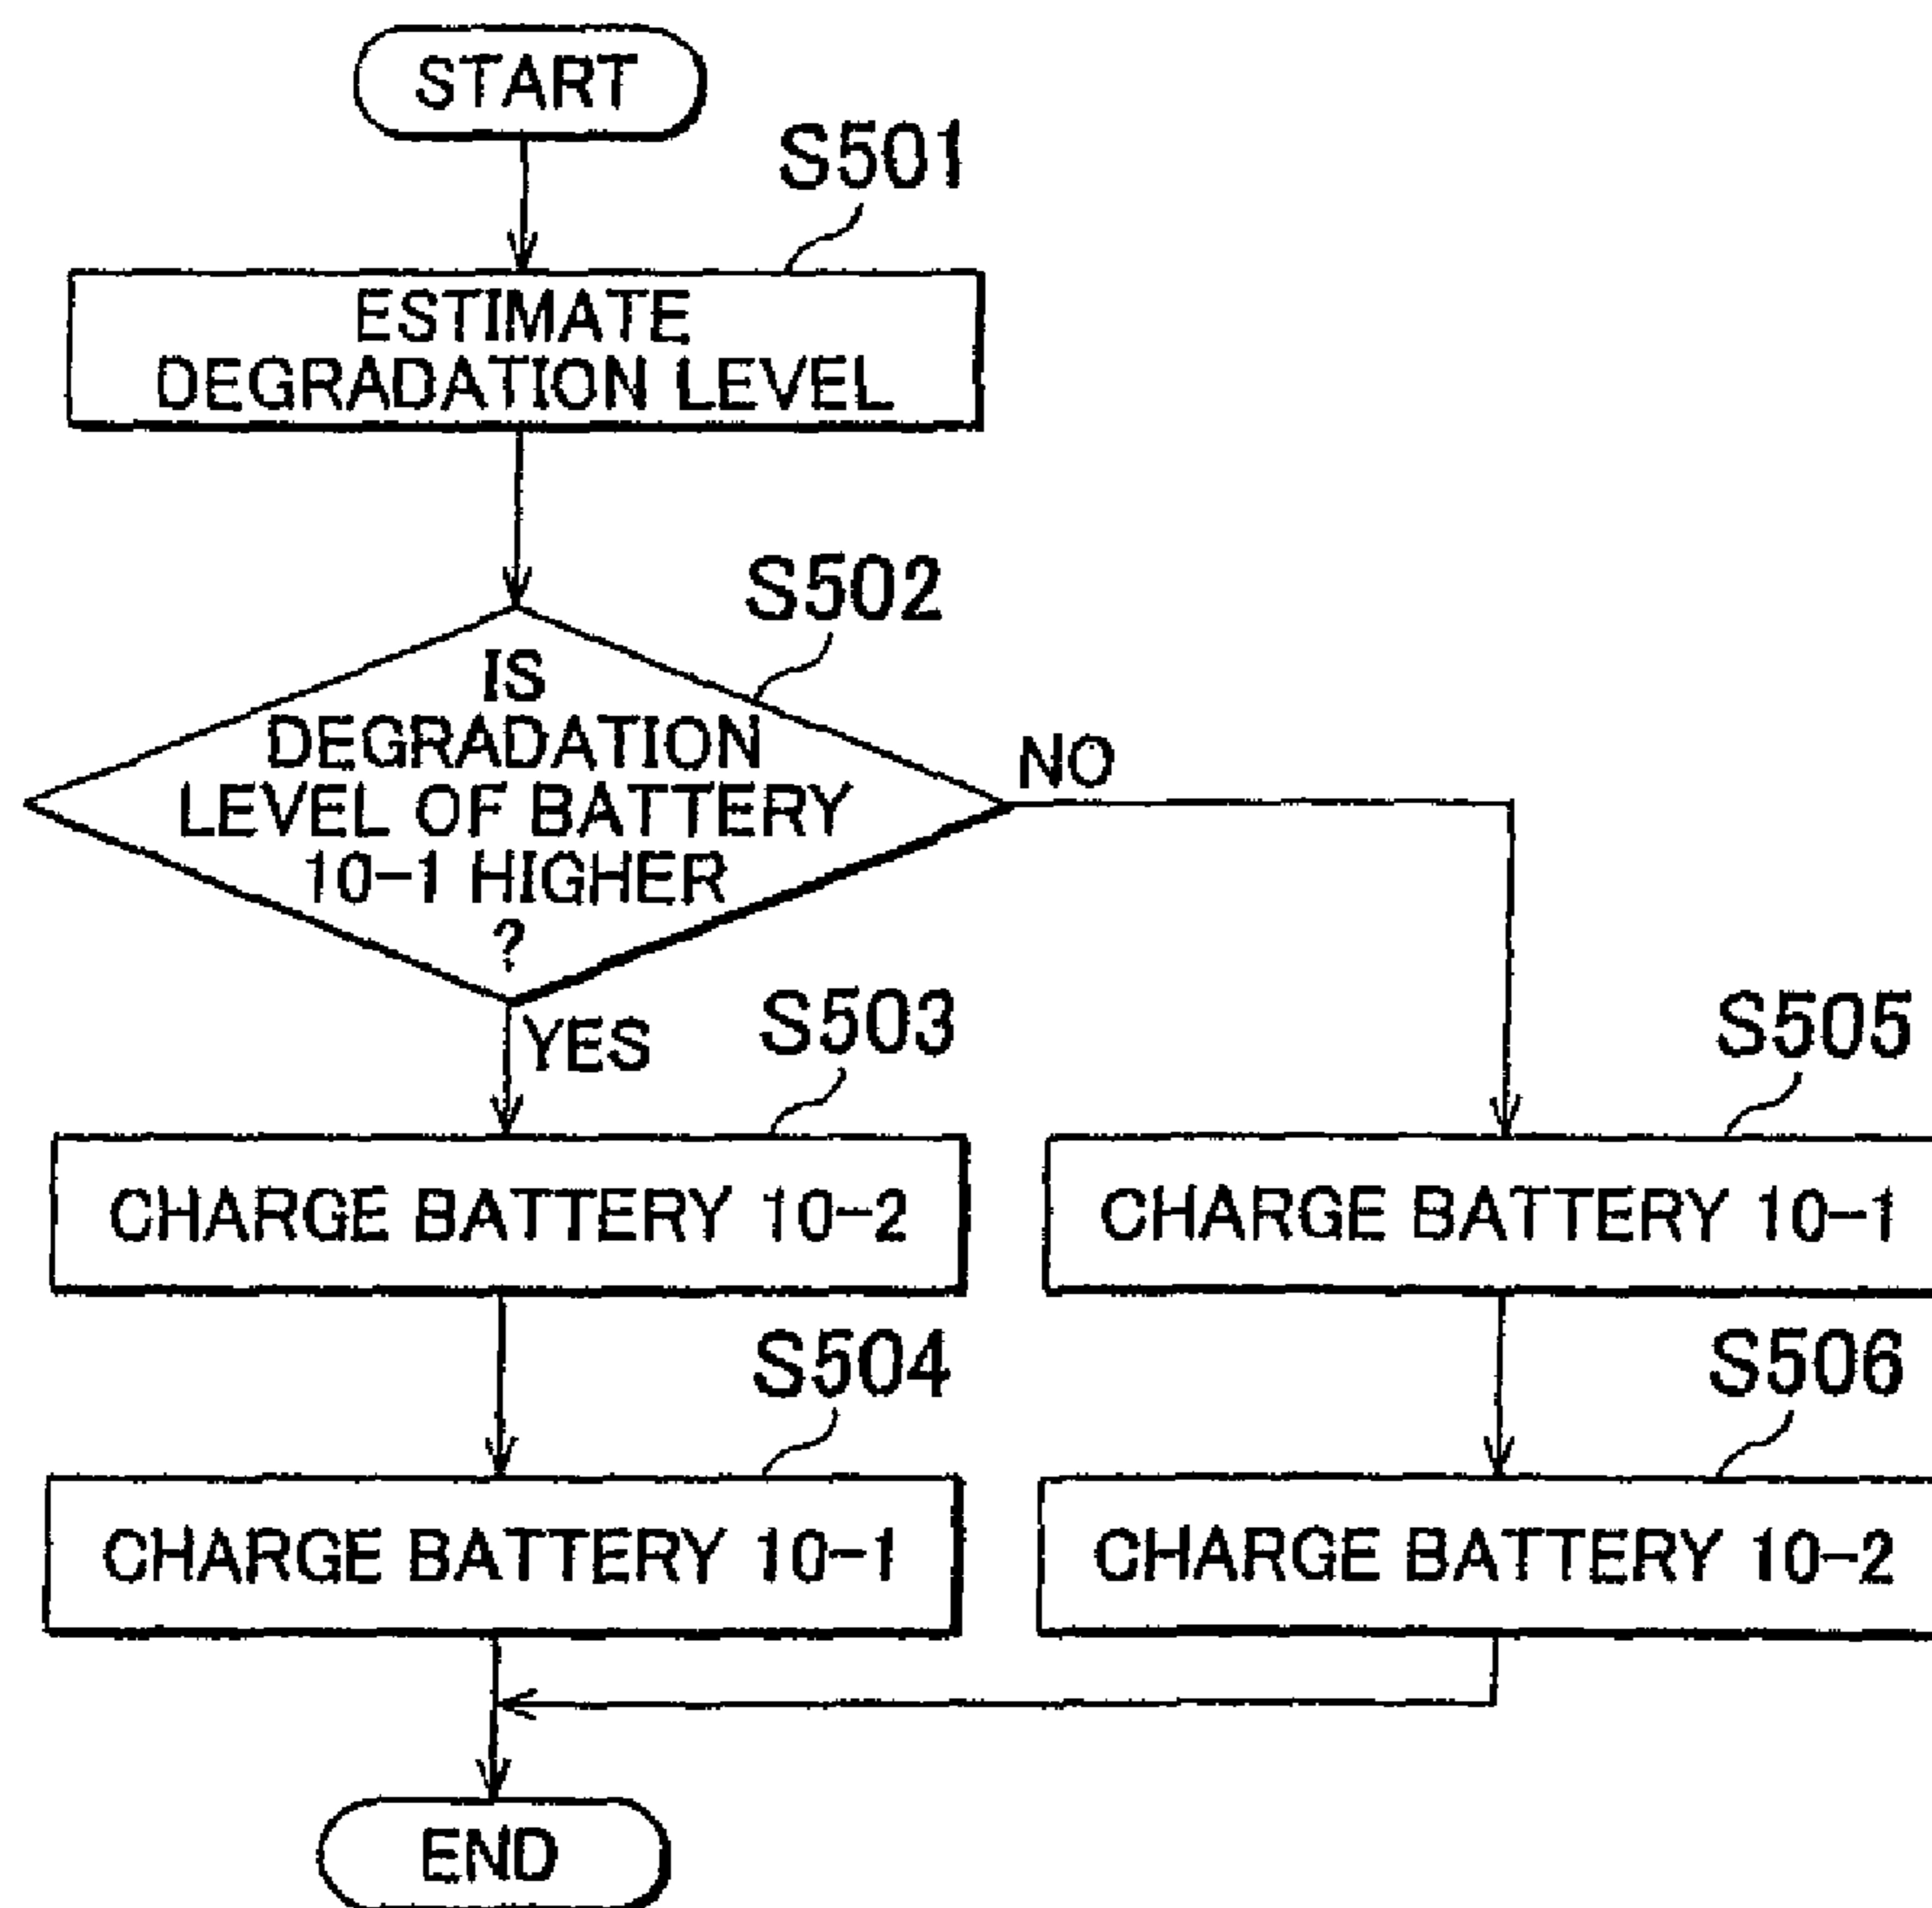 START
S501
ESTIMATE
DEGRADATION LEVEL
S502
IS
DEGRADATION
LEVEL OF BATTERY
10-1 HIGHER
?
NO
YES
S503
CHARGE BATTERY 10-2
S505
CHARGE BATTERY 10-1
S504
CHARGE BATTERY 10-1
S506
CHARGE BATTERY 10-2
END